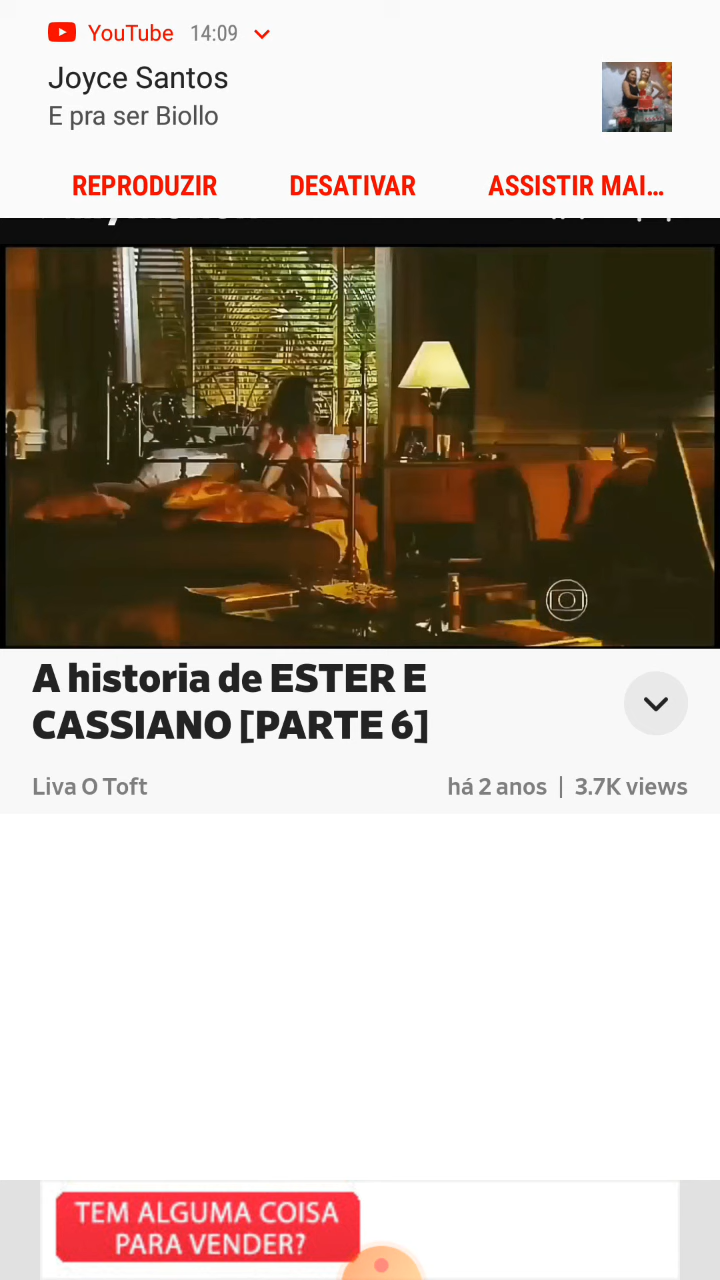 YouTube 14:09
Joyce Santos
E pra ser Biollo
REPRODUZIR DESATIVAR ASSISTIR MAI...
A historia de ESTER E
CASSIANO [PARTE 6]
Liva O Toft há 2 anos | 3.7K views
TEM ALGUMA COISA
PARA VENDER?